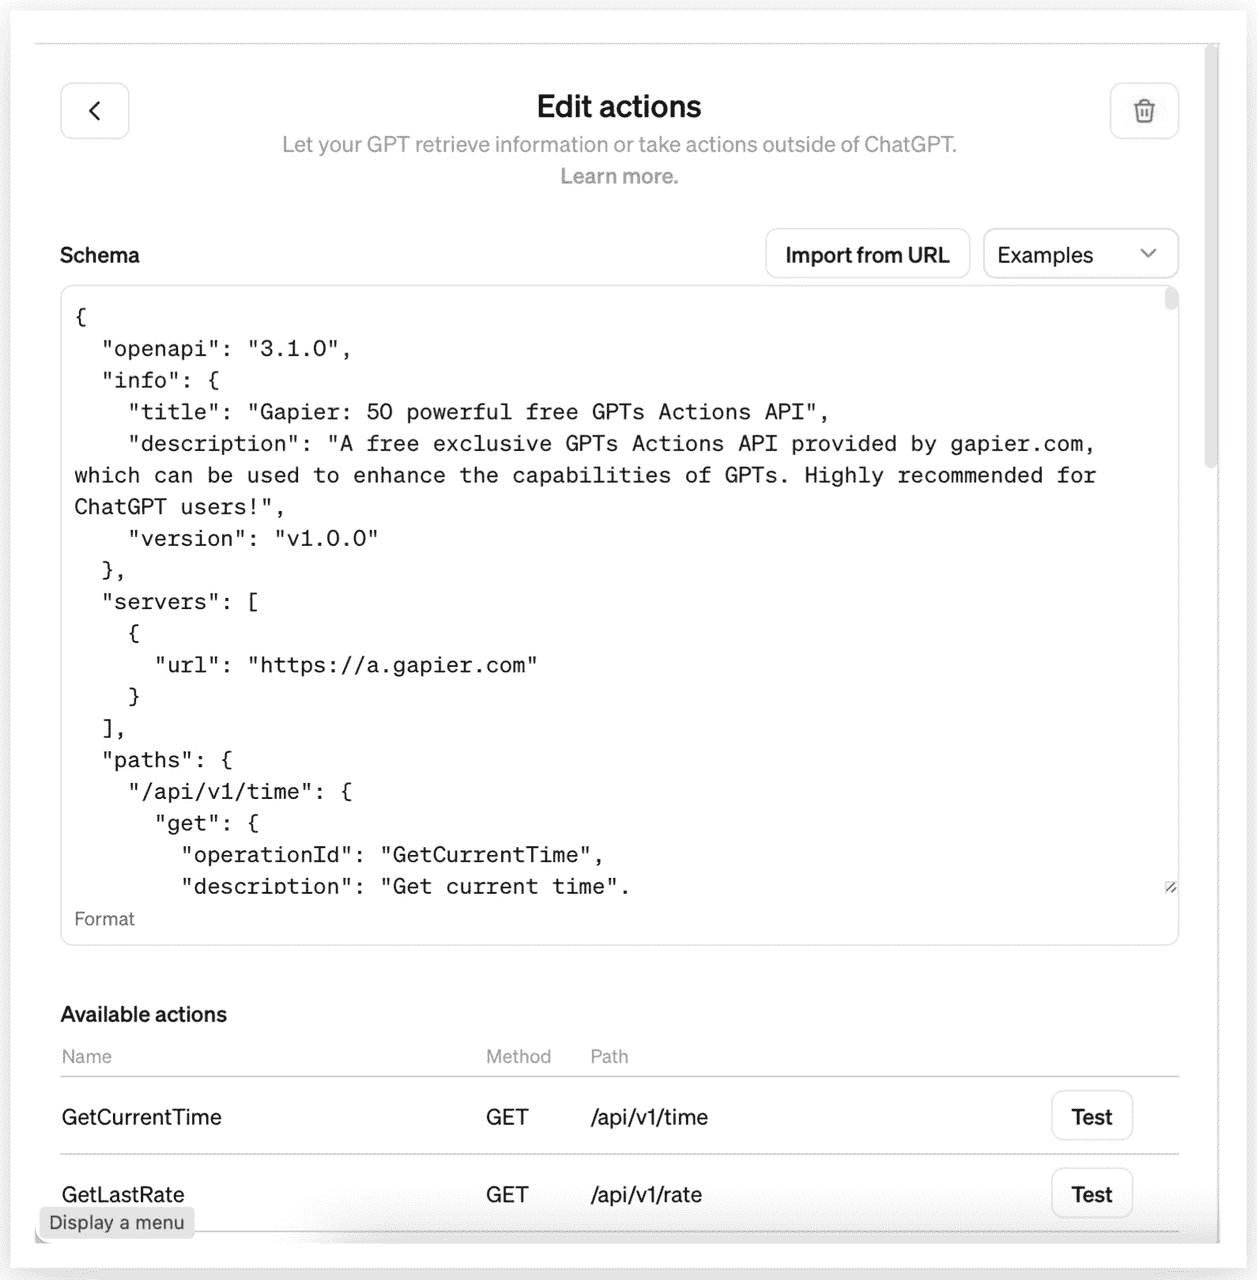 Edit actions
Let your GPT retrieve information or take actions outside of ChatGPT.
Learn more.
Schema
Import from URL
Examples
{
"openapi": "3.1.0",
"info": {
"title": "Gapier: 50 powerful free GPTs Actions API",
"description": "A free exclusive GPTs Actions API provided by gapier.com,
which can be used to enhance the capabilities of GPTs. Highly recommended for
ChatGPT users!",
"version": "v1.0.0"
},
"servers": [
{
"url": "https://a.gapier.com"
}
],
"paths": {
"/api/v1/time": {
"get": {
"operationId": "GetCurrentTime",
"description": "Get current time".
Format
Available actions
Name Method Path
GetCurrentTime GET /api/v1/time Test
GetLastRate GET /api/v1/rate Test
Display a menu